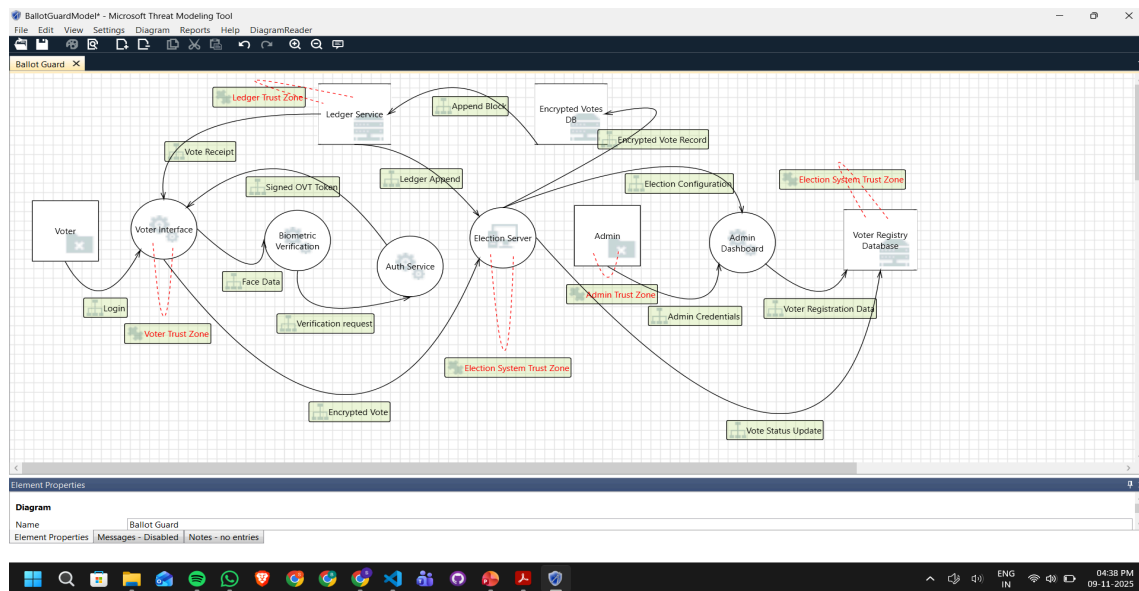 BallotGuardModel* - Microsoft Threat Modeling Tool
File Edit View Settings Diagram Reports Help DiagramReader
Ballot Guard
Ledger Trust Zone
Ledger Service
Append Block
Encrypted Votes
DB
Encrypted Vote Record
Vote Receipt
Signed OVT Token
Ledger Append
Election Configuration
Election System Trust Zone
Voter
Voter Interface
Biometric
Verification
Auth Service
Election Server
Admin
Admin
Dashboard
Voter Registry
Database
Face Data
Login
Verification request
Voter Trust Zone
Admin Trust Zone
Admin Credentials
Voter Registration Data
Election System Trust Zone
Encrypted Vote
Vote Status Update
Element Properties
Diagram
Name Ballot Guard
Element Properties Messages - Disabled Notes - no entries
ENG
IN
04:38 PM
09-11-2025